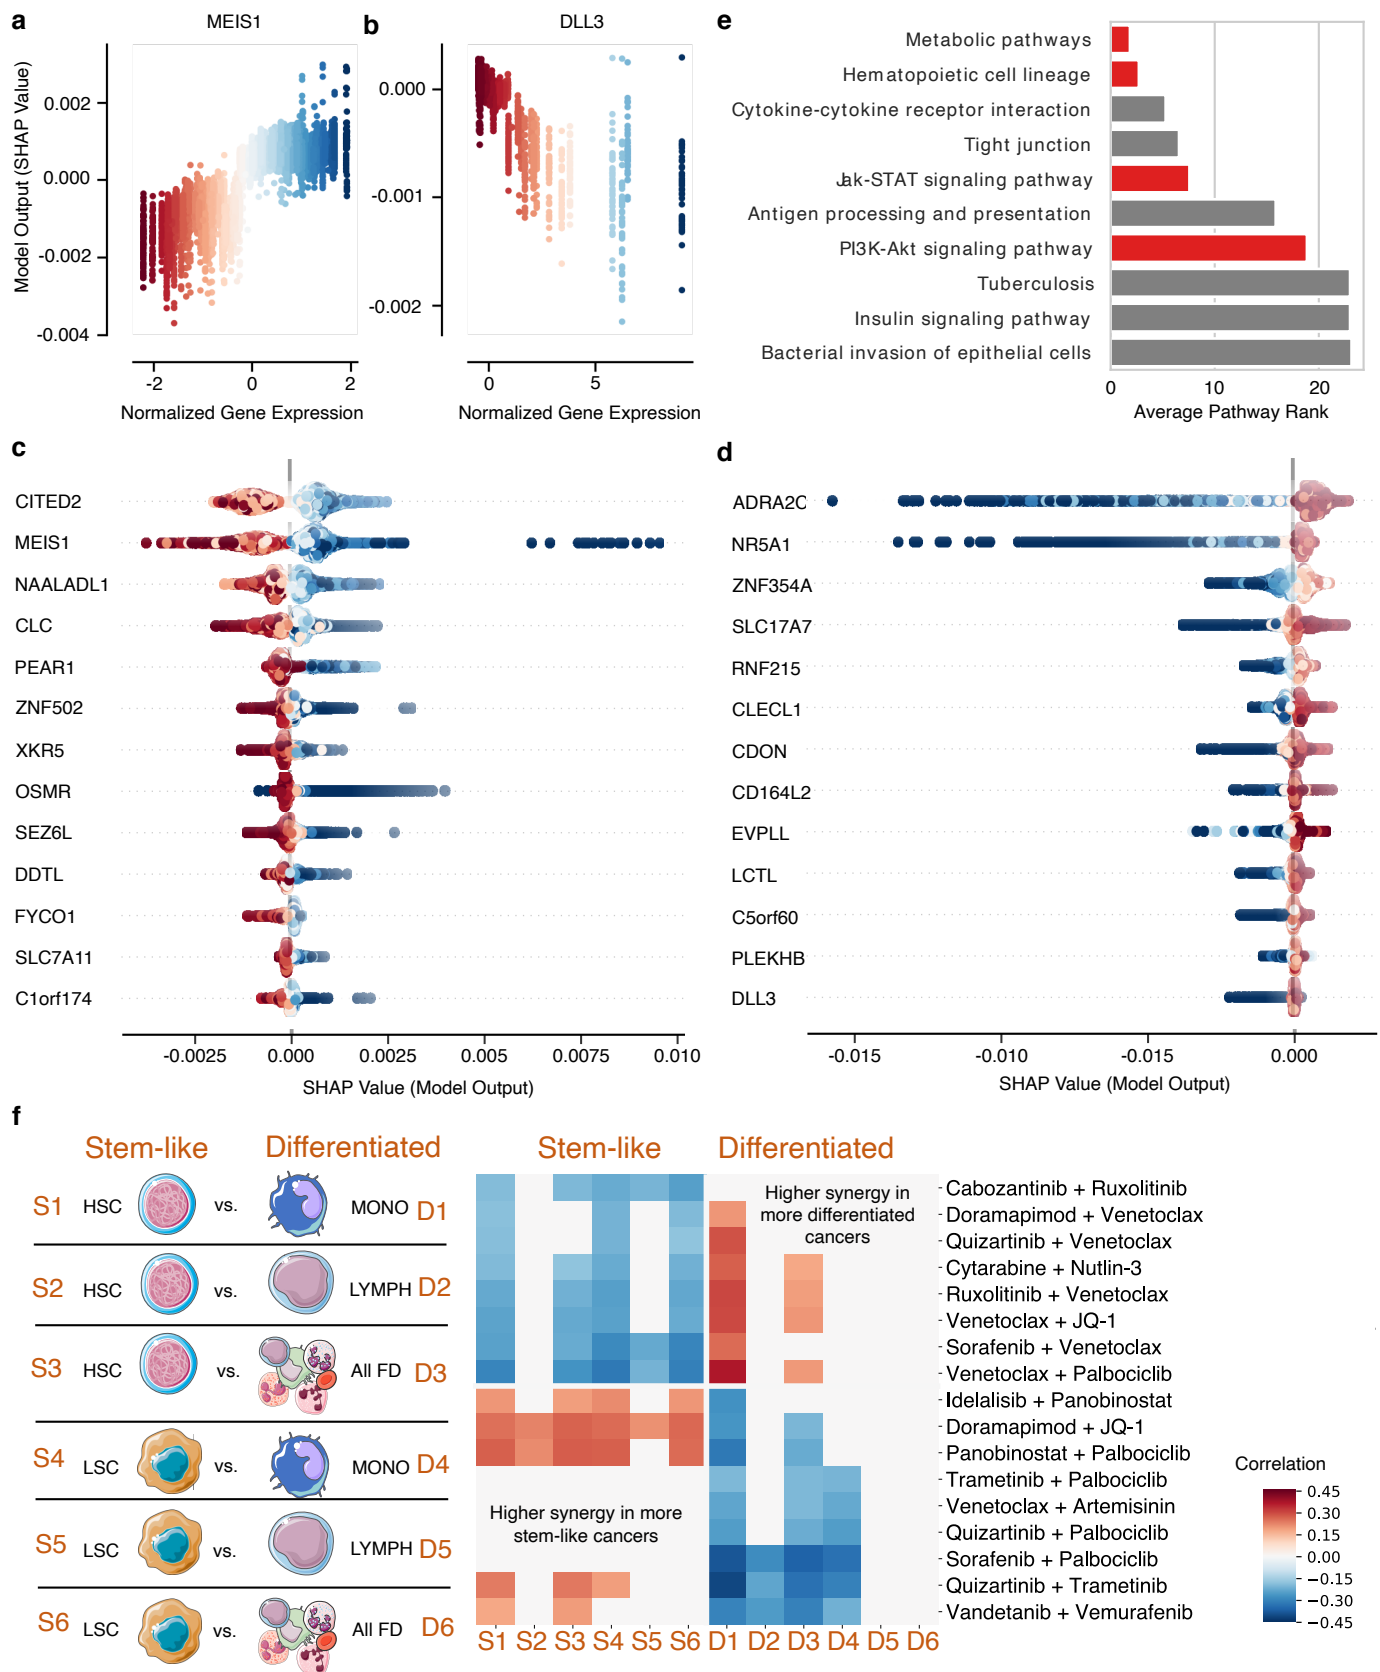 a
MEIS1
Model Output (SHAP Value)
0.002
0.000
-0.002
-0.004
-2
0
2
Normalized Gene Expression
b
DLL3
0.000
-0.001
-0.002
0
5
Normalized Gene Expression
e
Metabolic pathways
Hematopoietic cell lineage
Cytokine-cytokine receptor interaction
Tight junction
Jak-STAT signaling pathway
Antigen processing and presentation
PI3K-Akt signaling pathway
Tuberculosis
Insulin signaling pathway
Bacterial invasion of epithelial cells
0
10
20
Average Pathway Rank
c
CITED2
MEIS1
NAALADL1
CLC
PEAR1
ZNF502
XKR5
OSMR
SEZ6L
DDTL
FYCO1
SLC7A11
C1orf174
-0.0025
0.000
0.0025
0.005
0.0075
0.010
SHAP Value (Model Output)
d
ADRA2C
NR5A1
ZNF354A
SLC17A7
RNF215
CLECL1
CDON
CD164L2
EVPLL
LCTL
C5orf60
PLEKHB
DLL3
-0.015
-0.010
-0.015
0.000
SHAP Value (Model Output)
f
Stem-like
Differentiated
S1 HSC vs. MONO D1
S2 HSC vs. LYMPH D2
S3 HSC vs. All FD D3
S4 LSC vs. MONO D4
S5 LSC vs. LYMPH D5
S6 LSC vs. All FD D6
Stem-like
Differentiated
Higher synergy in
more differentiated
cancers
Higher synergy in more
stem-like cancers
S1 S2 S3 S4 S5 S6 D1 D2 D3 D4 D5 D6
Cabozantinib + Ruxolitinib
Doramapimod + Venetoclax
Quizartinib + Venetoclax
Cytarabine + Nutlin-3
Ruxolitinib + Venetoclax
Venetoclax + JQ-1
Sorafenib + Venetoclax
Venetoclax + Palbociclib
Idelalisib + Panobinostat
Doramapimod + JQ-1
Panobinostat + Palbociclib
Trametinib + Palbociclib
Venetoclax + Artemisinin
Quizartinib + Palbociclib
Sorafenib + Palbociclib
Quizartinib + Trametinib
Vandetanib + Vemurafenib
Correlation
0.45
0.30
0.15
0.00
−0.15
−0.30
−0.45